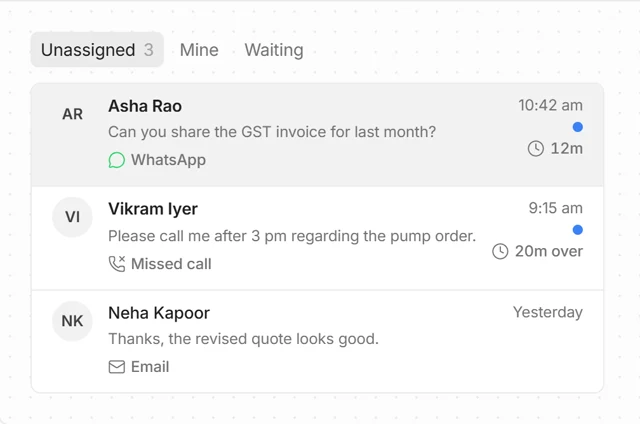 Unassigned 3 Mine Waiting
AR Asha Rao 10:42 am
Can you share the GST invoice for last month?
WhatsApp 12m
VI Vikram Iyer 9:15 am
Please call me after 3 pm regarding the pump order.
Missed call 20m over
NK Neha Kapoor Yesterday
Thanks, the revised quote looks good.
Email